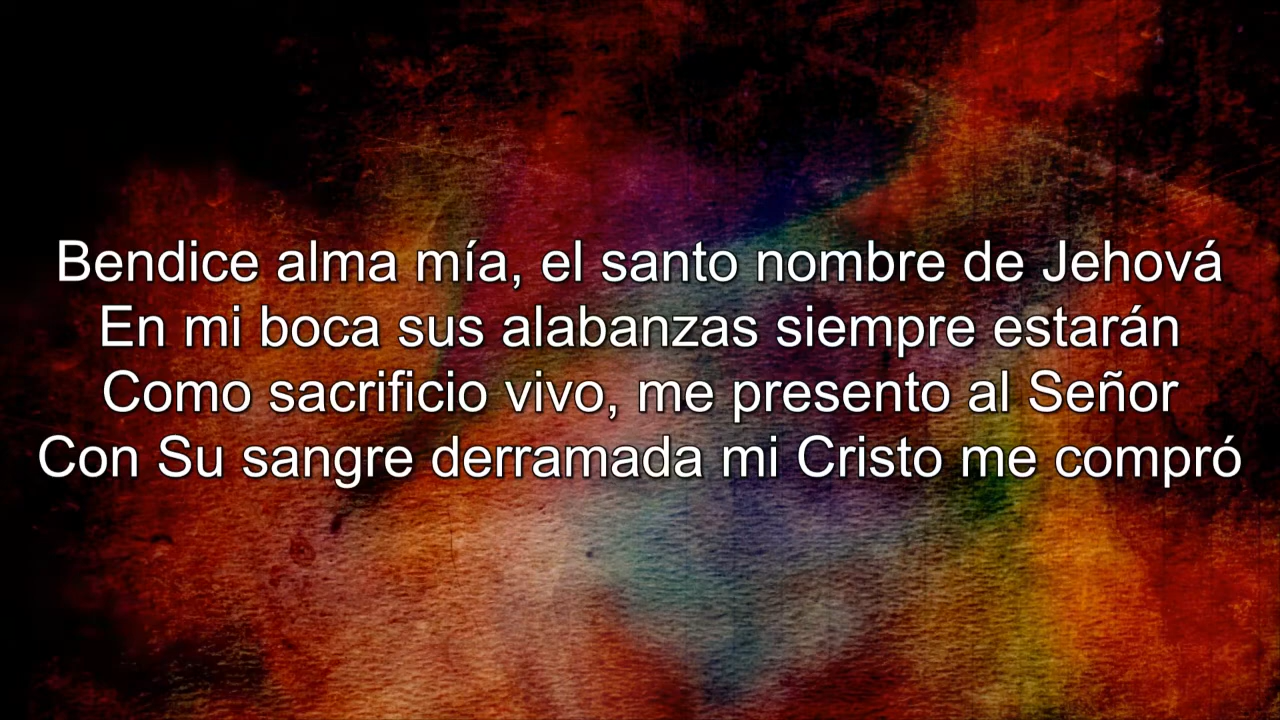 Bendice alma mía, el santo nombre de Jehová
En mi boca sus alabanzas siempre estarán
Como sacrificio vivo, me presento al Señor
Con Su sangre derramada mi Cristo me compró